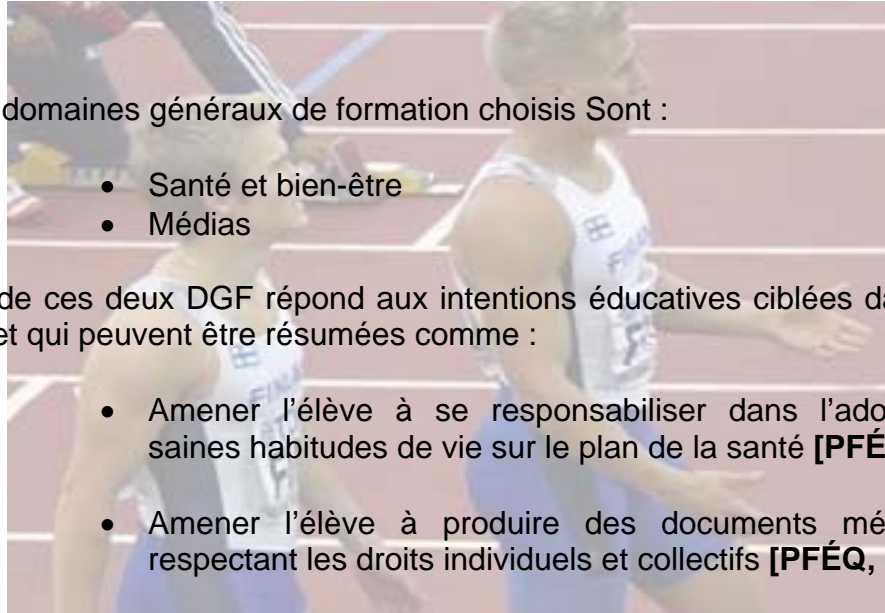 domaines généraux de formation choisis Sont :
• Santé et bien-être
• Médias
de ces deux DGF répond aux intentions éducatives ciblées da
et qui peuvent être résumées comme :
• Amener l'élève à se responsabiliser dans l'ado
saines habitudes de vie sur le plan de la santé [PFÉ
• Amener l'élève à produire des documents mé
respectant les droits individuels et collectifs [PFÉQ,